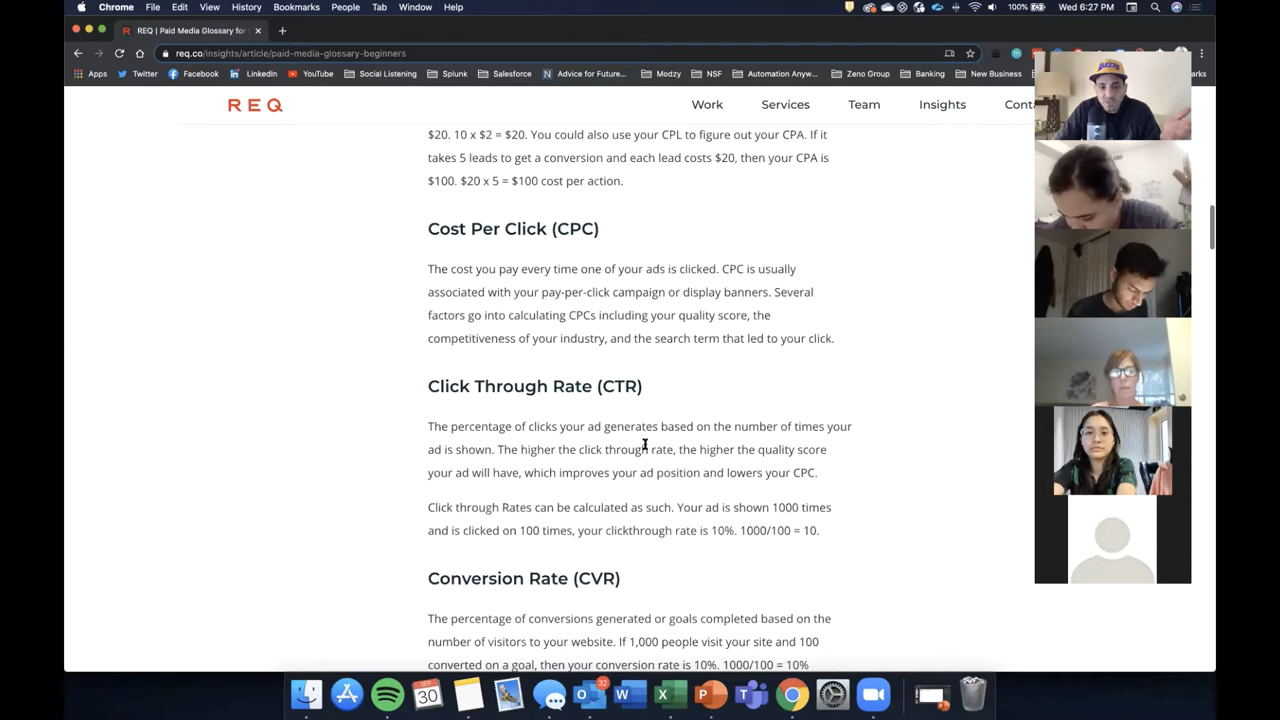 Chrome File Edit View History Bookmarks People Tab Window Help 100% Wed 6:27 PM
REQ | Paid Media Glossary for
req.co/insights/article/paid-media-glossary-beginners
Apps Twitter Facebook LinkedIn YouTube Social Listening Splunk Salesforce Advice for Future... Modzy NSF Automation Anyw... Zeno Group Banking New Business
REQ Work Services Team Insights
$20. 10 x $2 = $20. You could also use your CPL to figure out your CPA. If it
takes 5 leads to get a conversion and each lead costs $20, then your CPA is
$100. $20 x 5 = $100 cost per action.
Cost Per Click (CPC)
The cost you pay every time one of your ads is clicked. CPC is usually
associated with your pay-per-click campaign or display banners. Several
factors go into calculating CPCs including your quality score, the
competitiveness of your industry, and the search term that led to your click.
Click Through Rate (CTR)
The percentage of clicks your ad generates based on the number of times your
ad is shown. The higher the click through rate, the higher the quality score
your ad will have, which improves your ad position and lowers your CPC.
Click through Rates can be calculated as such. Your ad is shown 1000 times
and is clicked on 100 times, your clickthrough rate is 10%. 1000/100 = 10.
Conversion Rate (CVR)
The percentage of conversions generated or goals completed based on the
number of visitors to your website. If 1,000 people visit your site and 100
converted on a goal, then your conversion rate is 10%. 1000/100 = 10%
SEP
30
32